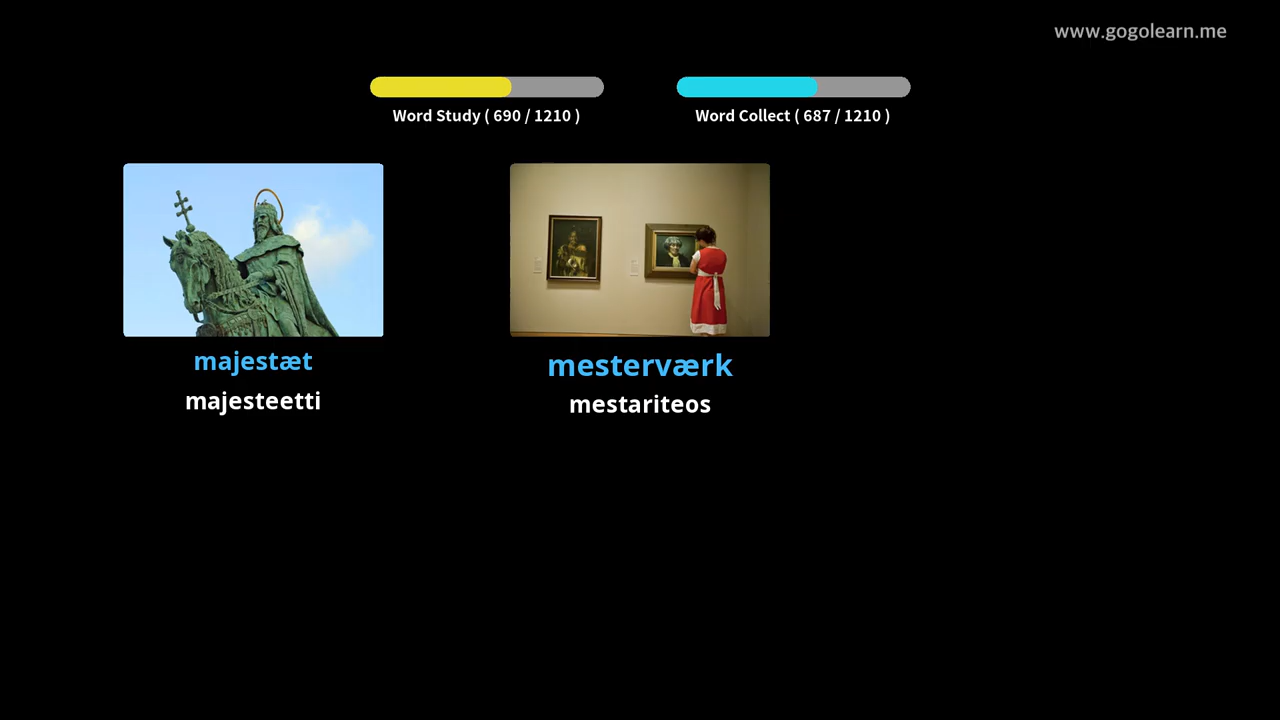 www.gogolearn.me
Word Study ( 690 / 1210 )
Word Collect ( 687 / 1210 )
majestæt
majesteetti
mesterværk
mestariteos